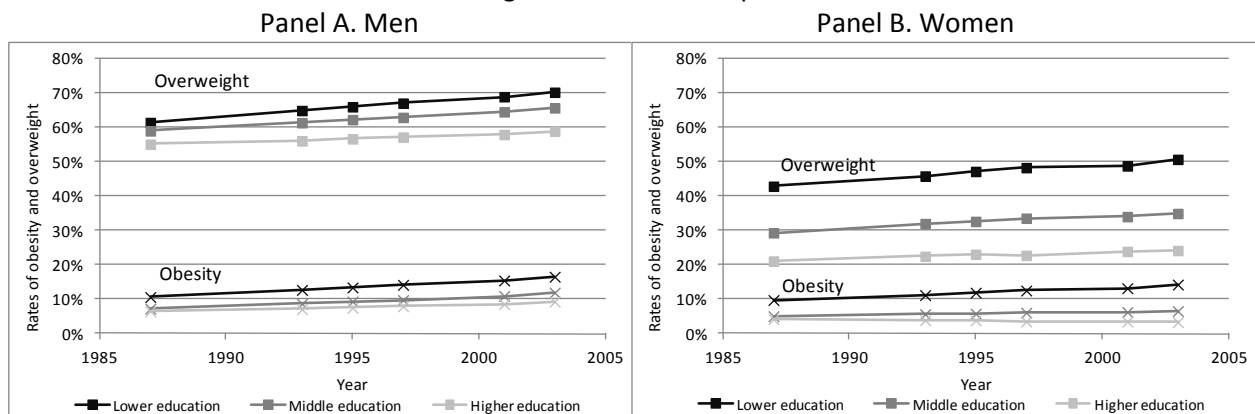 Panel A. Men
Rates of obesity and overweight
80%
70%
60%
50%
40%
30%
20%
10%
0%
Overweight
Obesity
1985 1990 1995 2000 2005
Year
Lower education Middle education Higher education
Panel B. Women
Rates of obesity and overweight
80%
70%
60%
50%
40%
30%
20%
10%
0%
Overweight
Obesity
1985 1990 1995 2000 2005
Year
Lower education Middle education Higher education